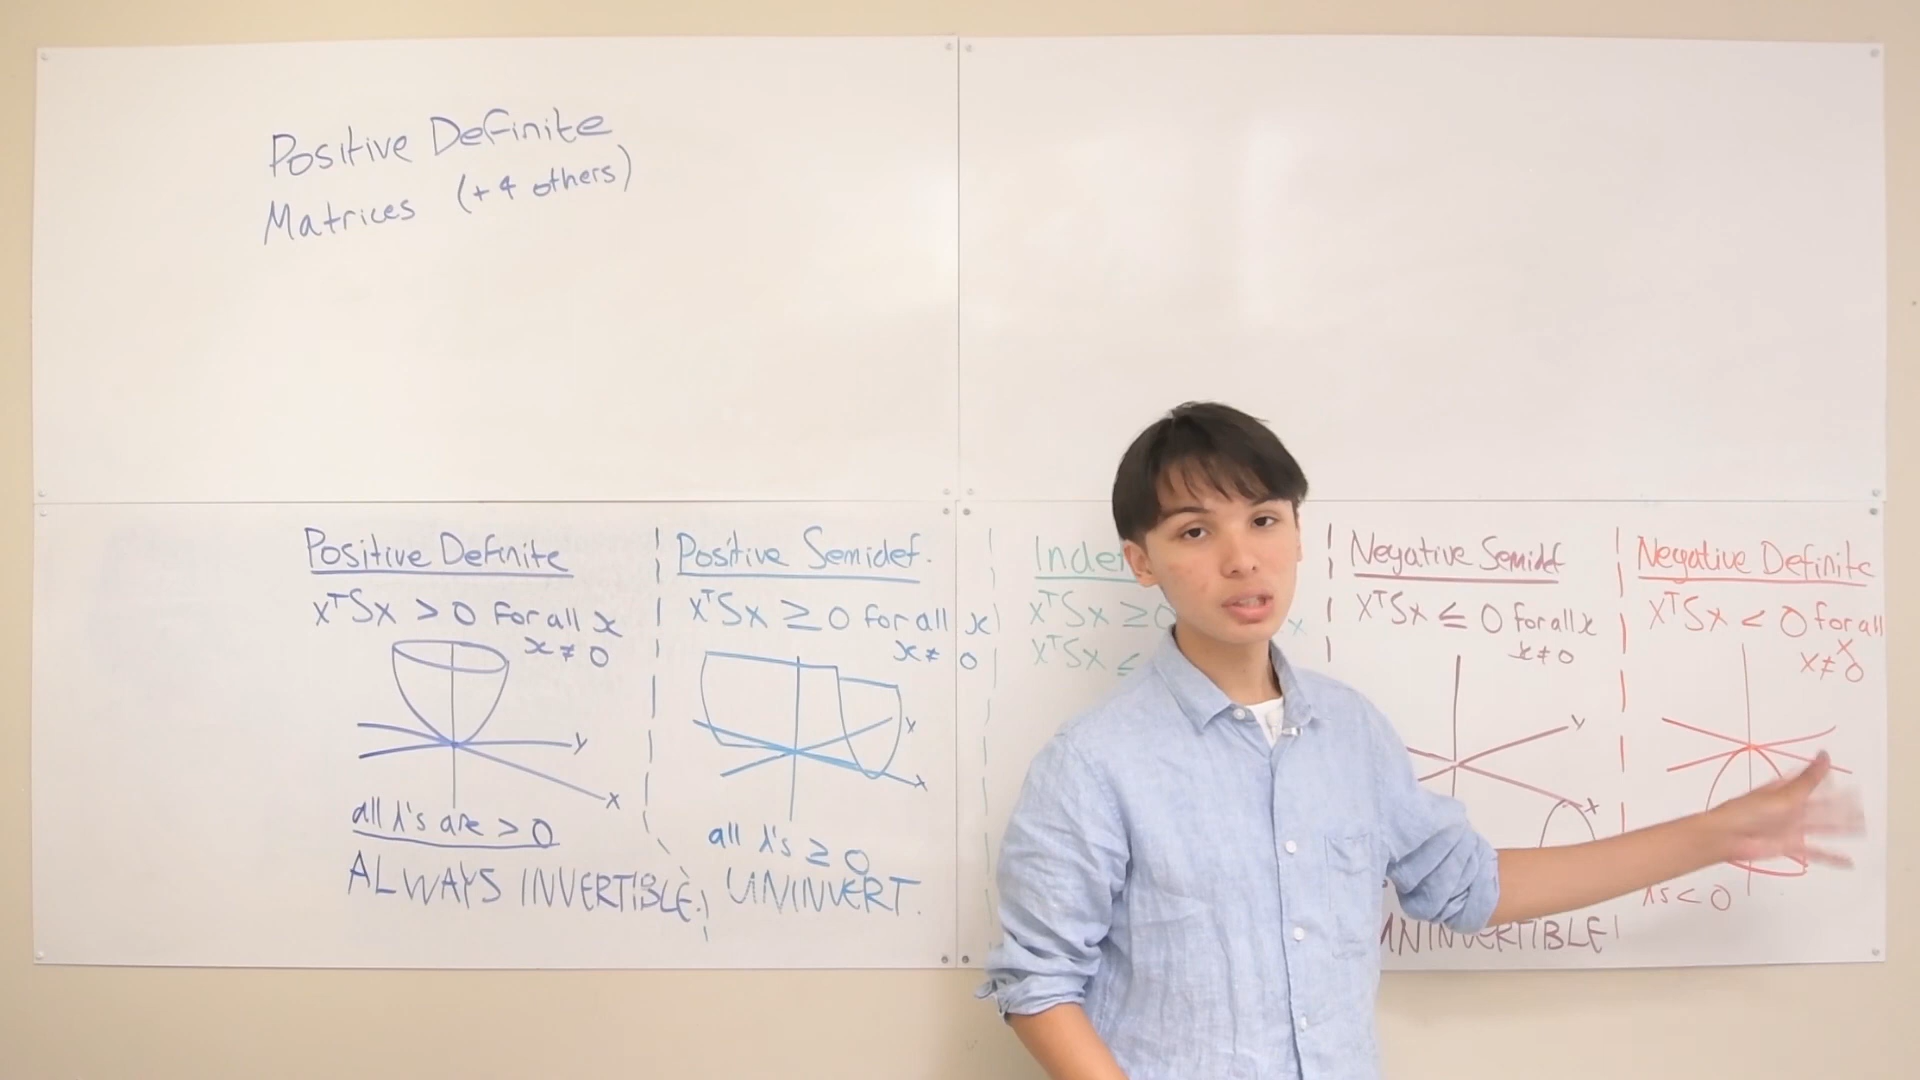 Positive Definite
Matrices (+4 others)
Positive Definite
xᵀSx > 0 for all x
x ≠ 0
y
x
all λ's are > 0
ALWAYS INVERTIBLE.
Positive Semidef.
xᵀSx ≥ 0 for all x
x ≠ 0
y
x
all λ's ≥ 0
UNINVERT.
xᵀSx ≥ 0
x
xᵀSx ≤
Negative Semidf
xᵀSx ≤ 0 for all x
x ≠ 0
y
x
UNINVERTIBLE
Negative Definite
xᵀSx < 0 for all
x
x ≠ 0
λs < 0